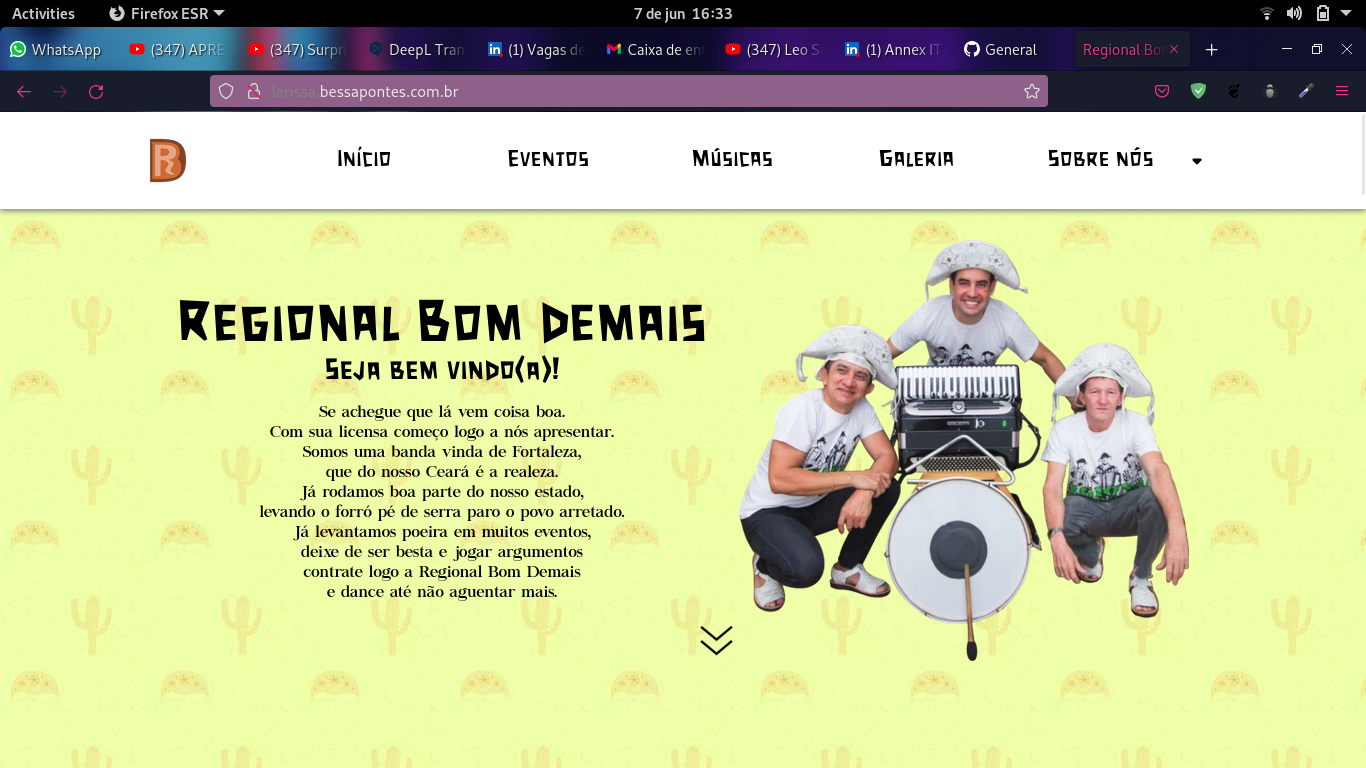 Activities
Firefox ESR
7 de jun 16:33
WhatsApp
(347) APRE
(347) Surpri
DeepL Tran
(1) Vagas de
Caixa de en
(347) Leo S
(1) Annex IT
General
Regional Bo
larissa.bessapontes.com.br
R
Início
Eventos
Músicas
Galeria
Sobre nós
Regional Bom Demais
Seja bem vindo(a)!
Se achegue que lá vem coisa boa.
Com sua licensa começo logo a nós apresentar.
Somos uma banda vinda de Fortaleza,
que do nosso Ceará é a realeza.
Já rodamos boa parte do nosso estado,
levando o forró pé de serra paro o povo arretado.
Já levantamos poeira em muitos eventos,
deixe de ser besta e jogar argumentos
contrate logo a Regional Bom Demais
e dance até não aguentar mais.